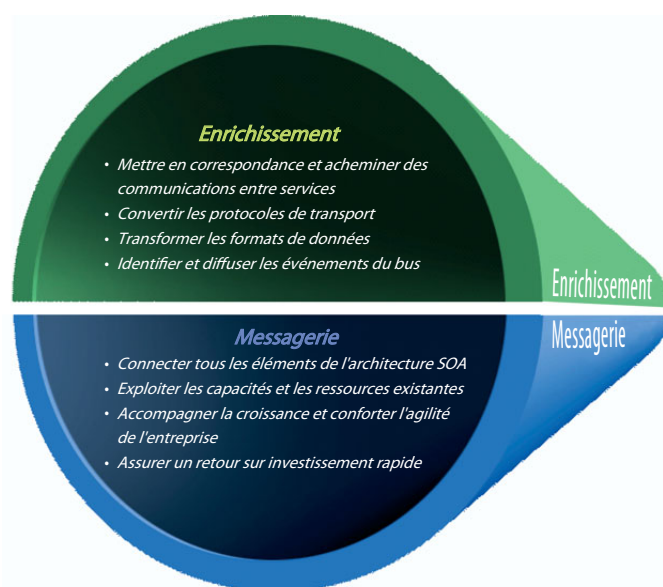 Enrichissement
• Mettre en correspondance et acheminer des
communications entre services
• Convertir les protocoles de transport
• Transformer les formats de données
• Identifier et diffuser les événements du bus
Enrichissement
Messagerie
Messagerie
• Connecter tous les éléments de l'architecture SOA
• Exploiter les capacités et les ressources existantes
• Accompagner la croissance et conforter l'agilité
de l'entreprise
• Assurer un retour sur investissement rapide